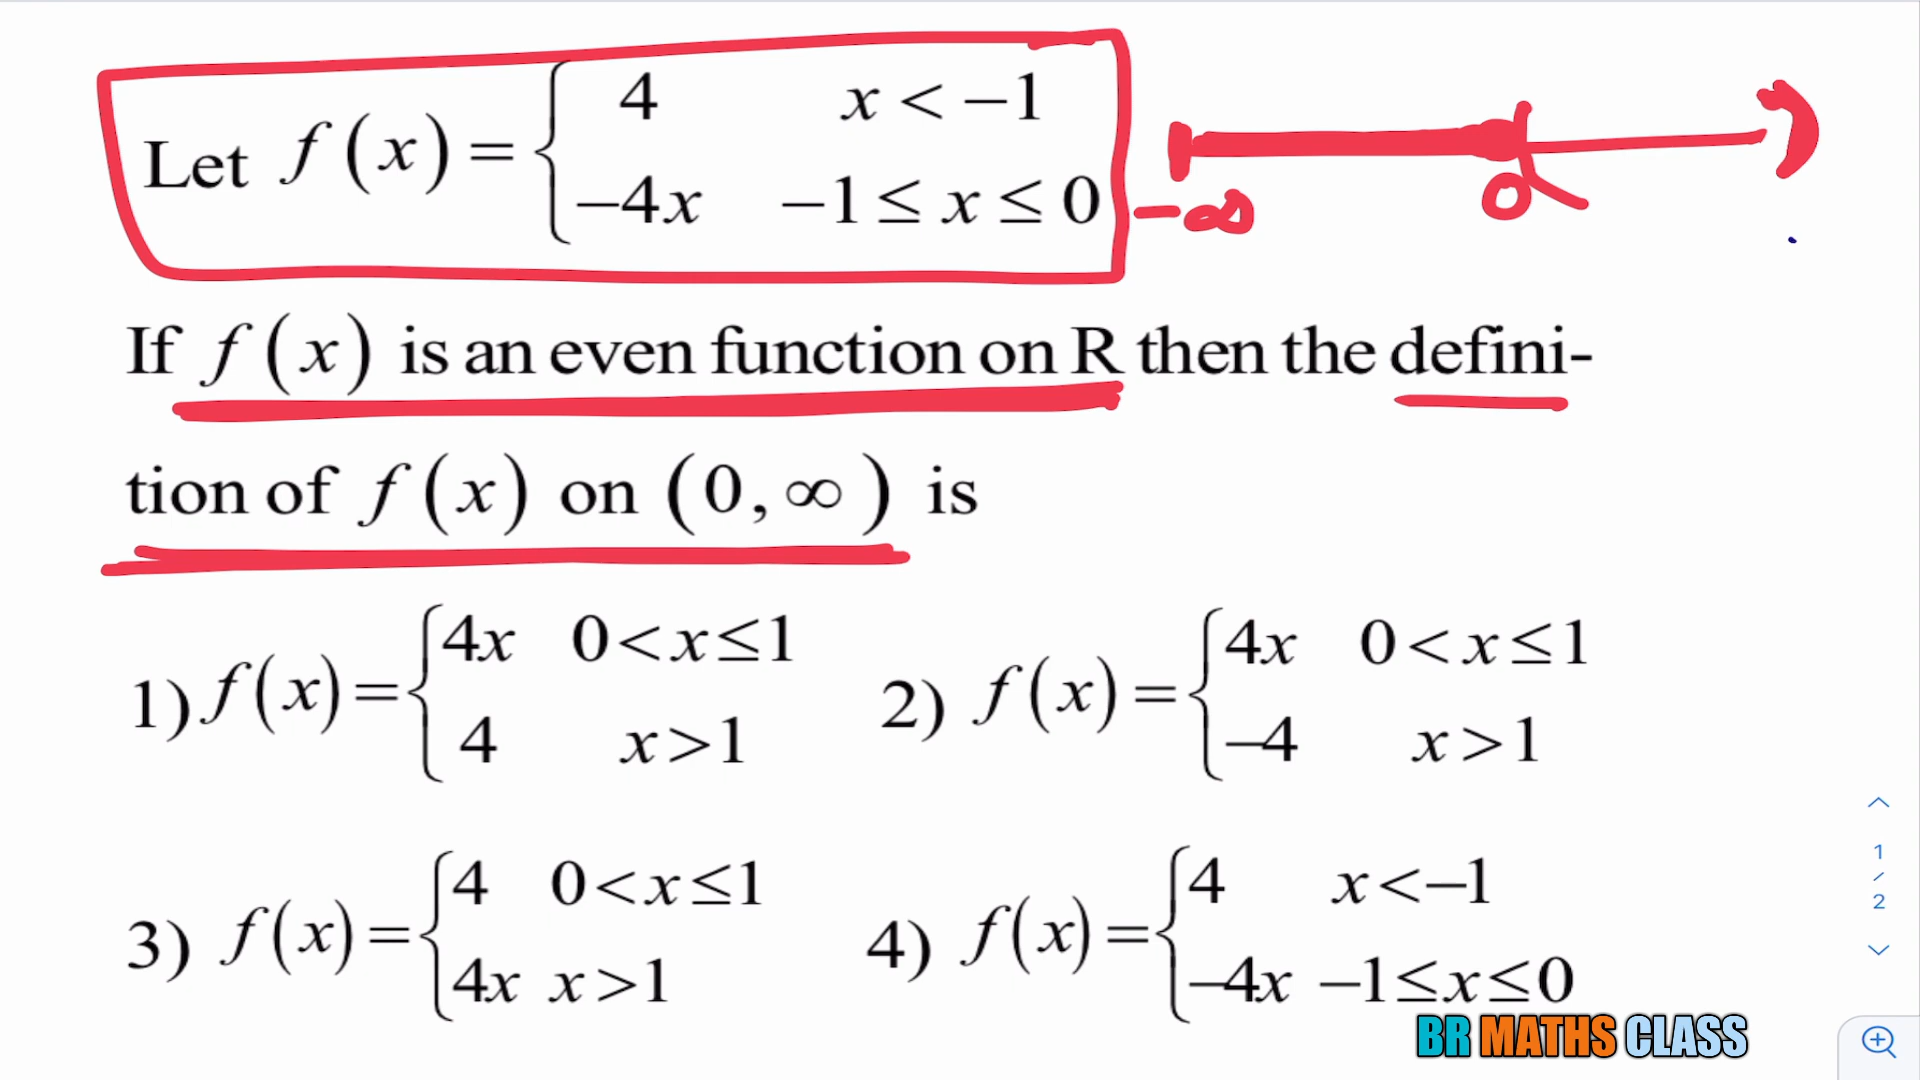 Let f(x) = { 4 x < −1
−4x −1 ≤ x ≤ 0
−∞ 0
If f(x) is an even function on R then the defini-
tion of f(x) on (0, ∞) is
1) f(x) = { 4x 0 < x ≤ 1
4 x > 1
2) f(x) = { 4x 0 < x ≤ 1
−4 x > 1
3) f(x) = { 4 0 < x ≤ 1
4x x > 1
4) f(x) = { 4 x < −1
−4x −1 ≤ x ≤ 0
1
/
2
BR MATHS CLASS